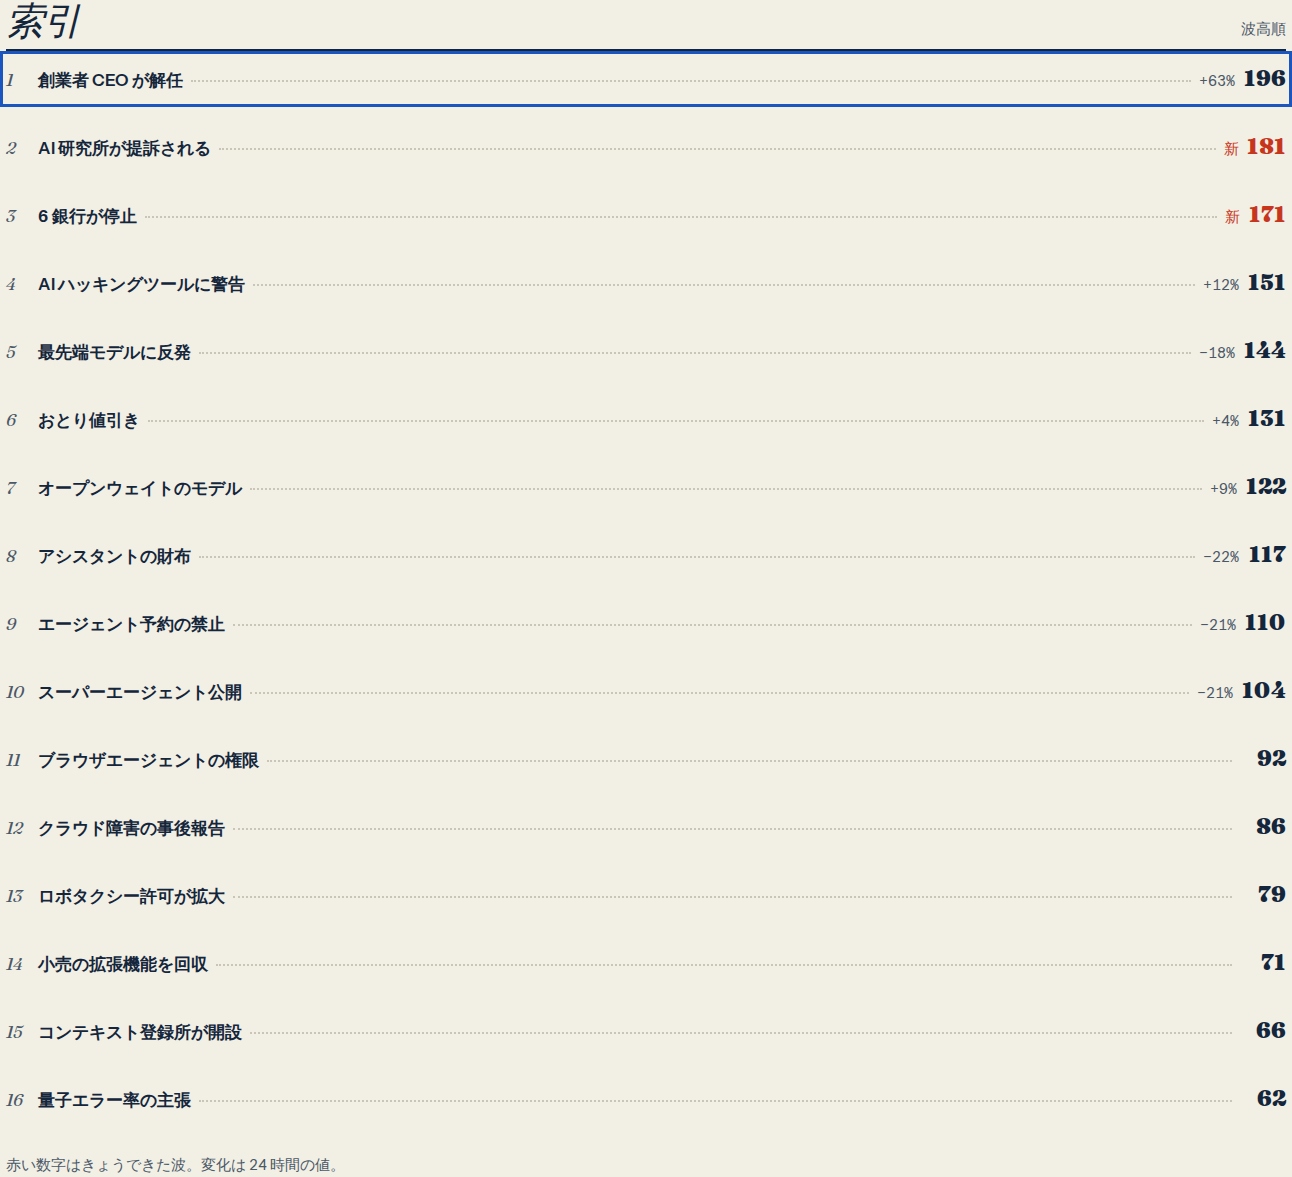 索引
波高順
1 創業者 CEO が解任 +63% 196
2 AI 研究所が提訴される 新 181
3 6 銀行が停止 新 171
4 AI ハッキングツールに警告 +12% 151
5 最先端モデルに反発 −18% 144
6 おとり値引き +4% 131
7 オープンウェイトのモデル +9% 122
8 アシスタントの財布 −22% 117
9 エージェント予約の禁止 −21% 110
10 スーパーエージェント公開 −21% 104
11 ブラウザエージェントの権限 92
12 クラウド障害の事後報告 86
13 ロボタクシー許可が拡大 79
14 小売の拡張機能を回収 71
15 コンテキスト登録所が開設 66
16 量子エラー率の主張 62
赤い数字はきょうできた波。変化は 24 時間の値。